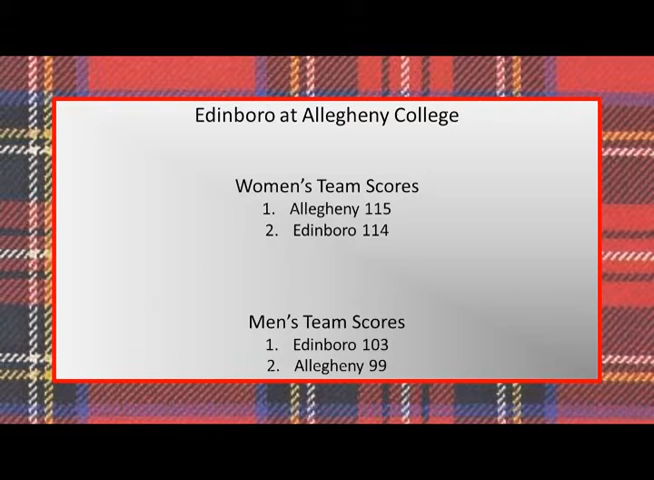 Edinboro at Allegheny College
Women's Team Scores
1. Allegheny 115
2. Edinboro 114
Men's Team Scores
1. Edinboro 103
2. Allegheny 99